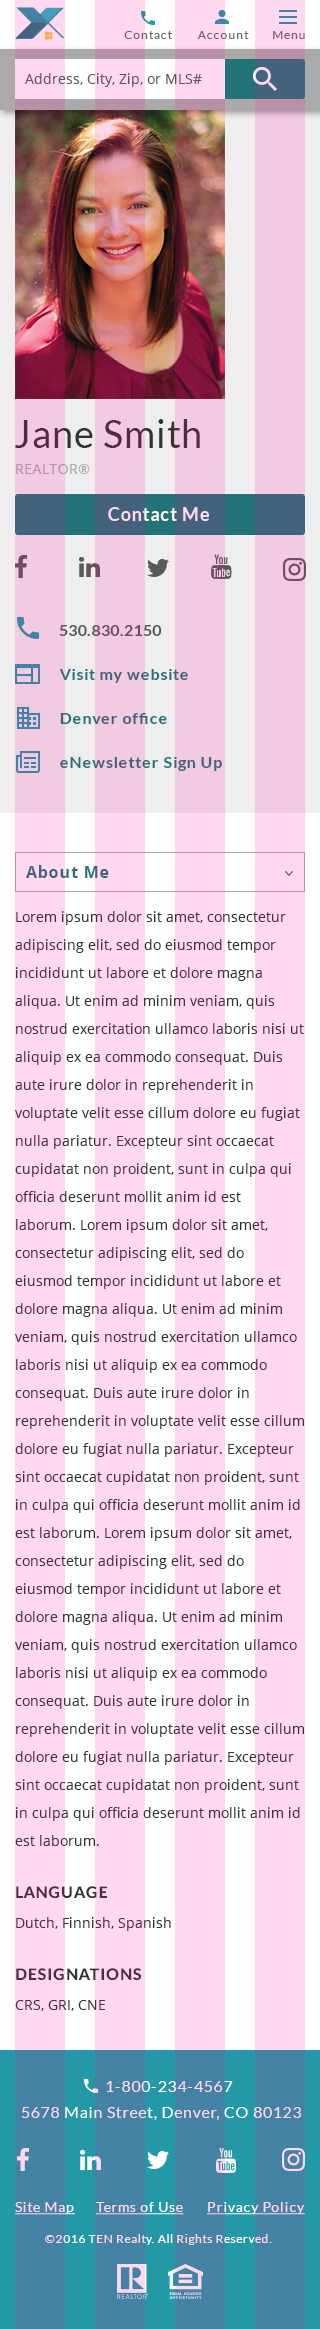 Contact Account Menu
Address, City, Zip, or MLS#
Jane Smith
REALTOR®
Contact Me
You
Tube
530.830.2150
Visit my website
Denver office
eNewsletter Sign Up
About Me
Lorem ipsum dolor sit amet, consectetur
adipiscing elit, sed do eiusmod tempor
incididunt ut labore et dolore magna
aliqua. Ut enim ad minim veniam, quis
nostrud exercitation ullamco laboris nisi ut
aliquip ex ea commodo consequat. Duis
aute irure dolor in reprehenderit in
voluptate velit esse cillum dolore eu fugiat
nulla pariatur. Excepteur sint occaecat
cupidatat non proident, sunt in culpa qui
officia deserunt mollit anim id est
laborum. Lorem ipsum dolor sit amet,
consectetur adipiscing elit, sed do
eiusmod tempor incididunt ut labore et
dolore magna aliqua. Ut enim ad minim
veniam, quis nostrud exercitation ullamco
laboris nisi ut aliquip ex ea commodo
consequat. Duis aute irure dolor in
reprehenderit in voluptate velit esse cillum
dolore eu fugiat nulla pariatur. Excepteur
sint occaecat cupidatat non proident, sunt
in culpa qui officia deserunt mollit anim id
est laborum. Lorem ipsum dolor sit amet,
consectetur adipiscing elit, sed do
eiusmod tempor incididunt ut labore et
dolore magna aliqua. Ut enim ad minim
veniam, quis nostrud exercitation ullamco
laboris nisi ut aliquip ex ea commodo
consequat. Duis aute irure dolor in
reprehenderit in voluptate velit esse cillum
dolore eu fugiat nulla pariatur. Excepteur
sint occaecat cupidatat non proident, sunt
in culpa qui officia deserunt mollit anim id
est laborum.
LANGUAGE
Dutch, Finnish, Spanish
DESIGNATIONS
CRS, GRI, CNE
1-800-234-4567
5678 Main Street, Denver, CO 80123
You
Tube
Site Map Terms of Use Privacy Policy
©2016 TEN Realty. All Rights Reserved.
R
REALTOR®
EQUAL HOUSING
OPPORTUNITY